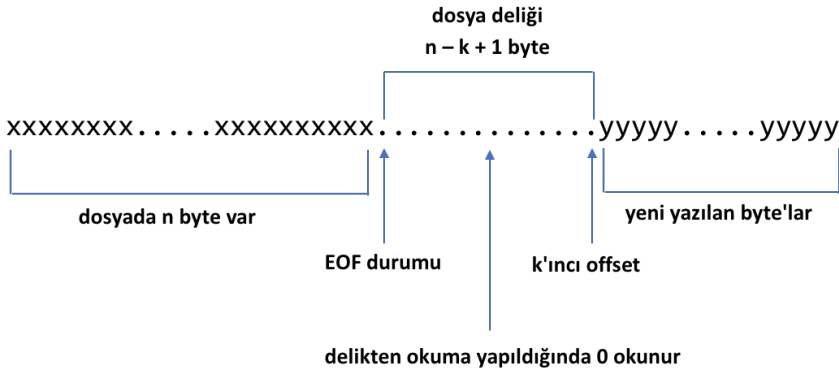 dosya deliği
n – k + 1 byte
xxxxxxxx.....xxxxxxxxxx..............yyyyy.....yyyyy
dosyada n byte var
yeni yazılan byte'lar
EOF durumu
k'ıncı offset
delikten okuma yapıldığında 0 okunur